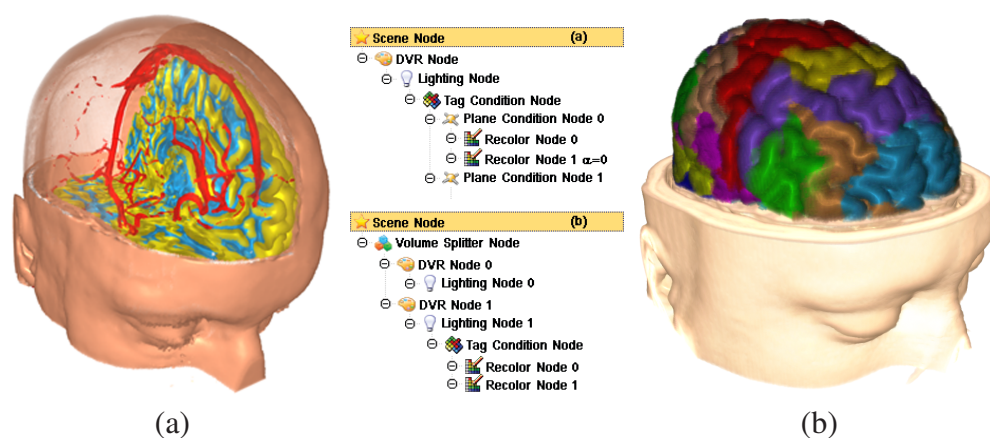 Scene Node (a)
DVR Node
Lighting Node
Tag Condition Node
Plane Condition Node 0
Recolor Node 0
Recolor Node 1 α=0
Plane Condition Node 1
Scene Node (b)
Volume Splitter Node
DVR Node 0
Lighting Node 0
DVR Node 1
Lighting Node 1
Tag Condition Node
Recolor Node 0
Recolor Node 1
(a)
(b)